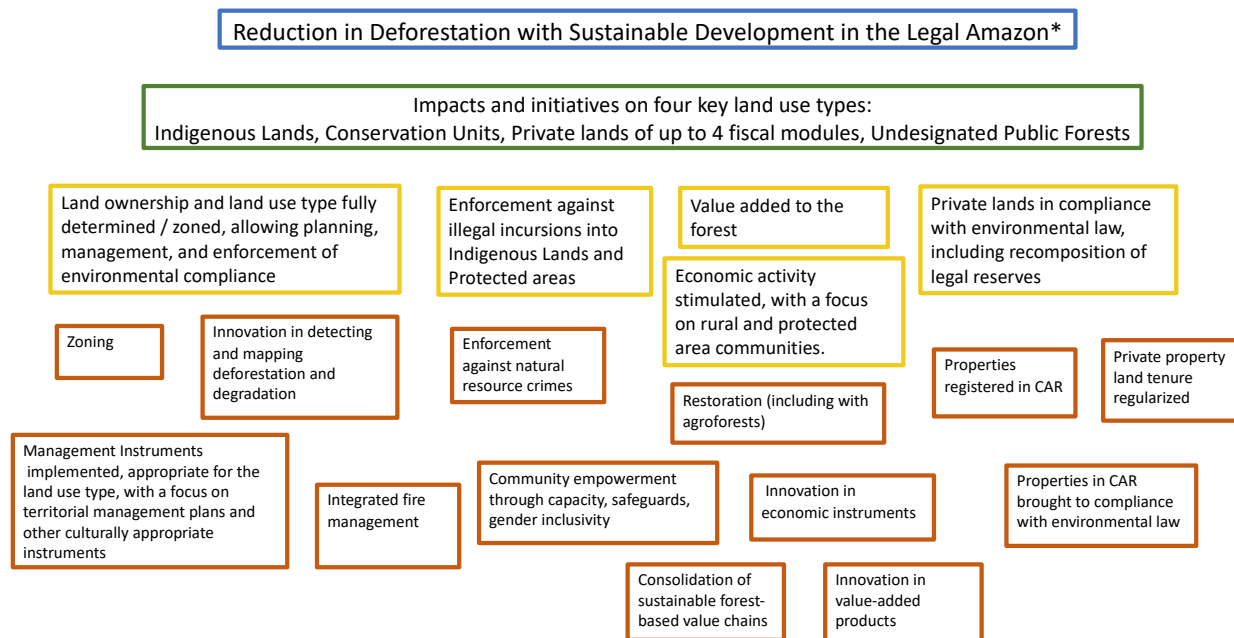 Reduction in Deforestation with Sustainable Development in the Legal Amazon*
Impacts and initiatives on four key land use types:
Indigenous Lands, Conservation Units, Private lands of up to 4 fiscal modules, Undesignated Public Forests
Land ownership and land use type fully
determined / zoned, allowing planning,
management, and enforcement of
environmental compliance
Enforcement against
illegal incursions into
Indigenous Lands and
Protected areas
Value added to the
forest
Private lands in compliance
with environmental law,
including recomposition of
legal reserves
Economic activity
stimulated, with a focus
on rural and protected
area communities.
Zoning
Innovation in detecting
and mapping
deforestation and
degradation
Enforcement
against natural
resource crimes
Properties
registered in CAR
Private property
land tenure
regularized
Restoration (including with
agroforests)
Management Instruments
implemented, appropriate for the
land use type, with a focus on
territorial management plans and
other culturally appropriate
instruments
Integrated fire
management
Community empowerment
through capacity, safeguards,
gender inclusivity
Innovation in
economic instruments
Properties in CAR
brought to compliance
with environmental law
Consolidation of
sustainable forest-
based value chains
Innovation in
value-added
products